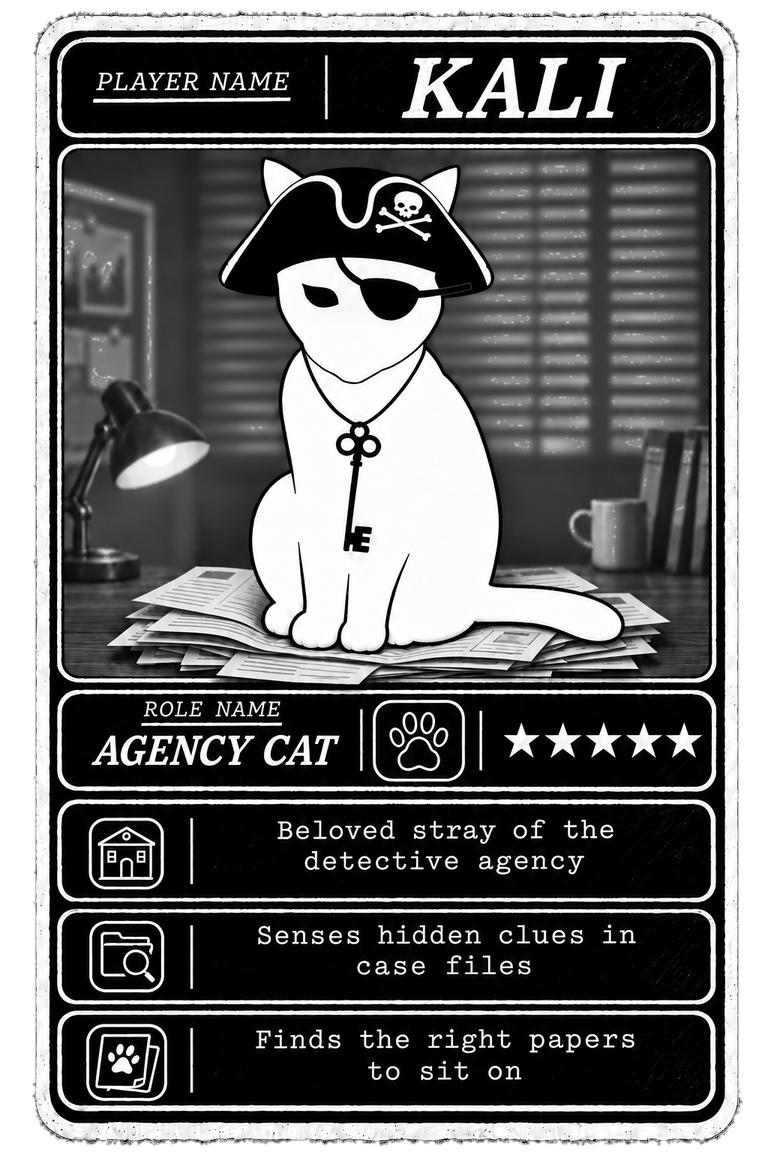 PLAYER NAME
KALI
ROLE NAME
AGENCY CAT
Beloved stray of the
detective agency
Senses hidden clues in
case files
Finds the right papers
to sit on